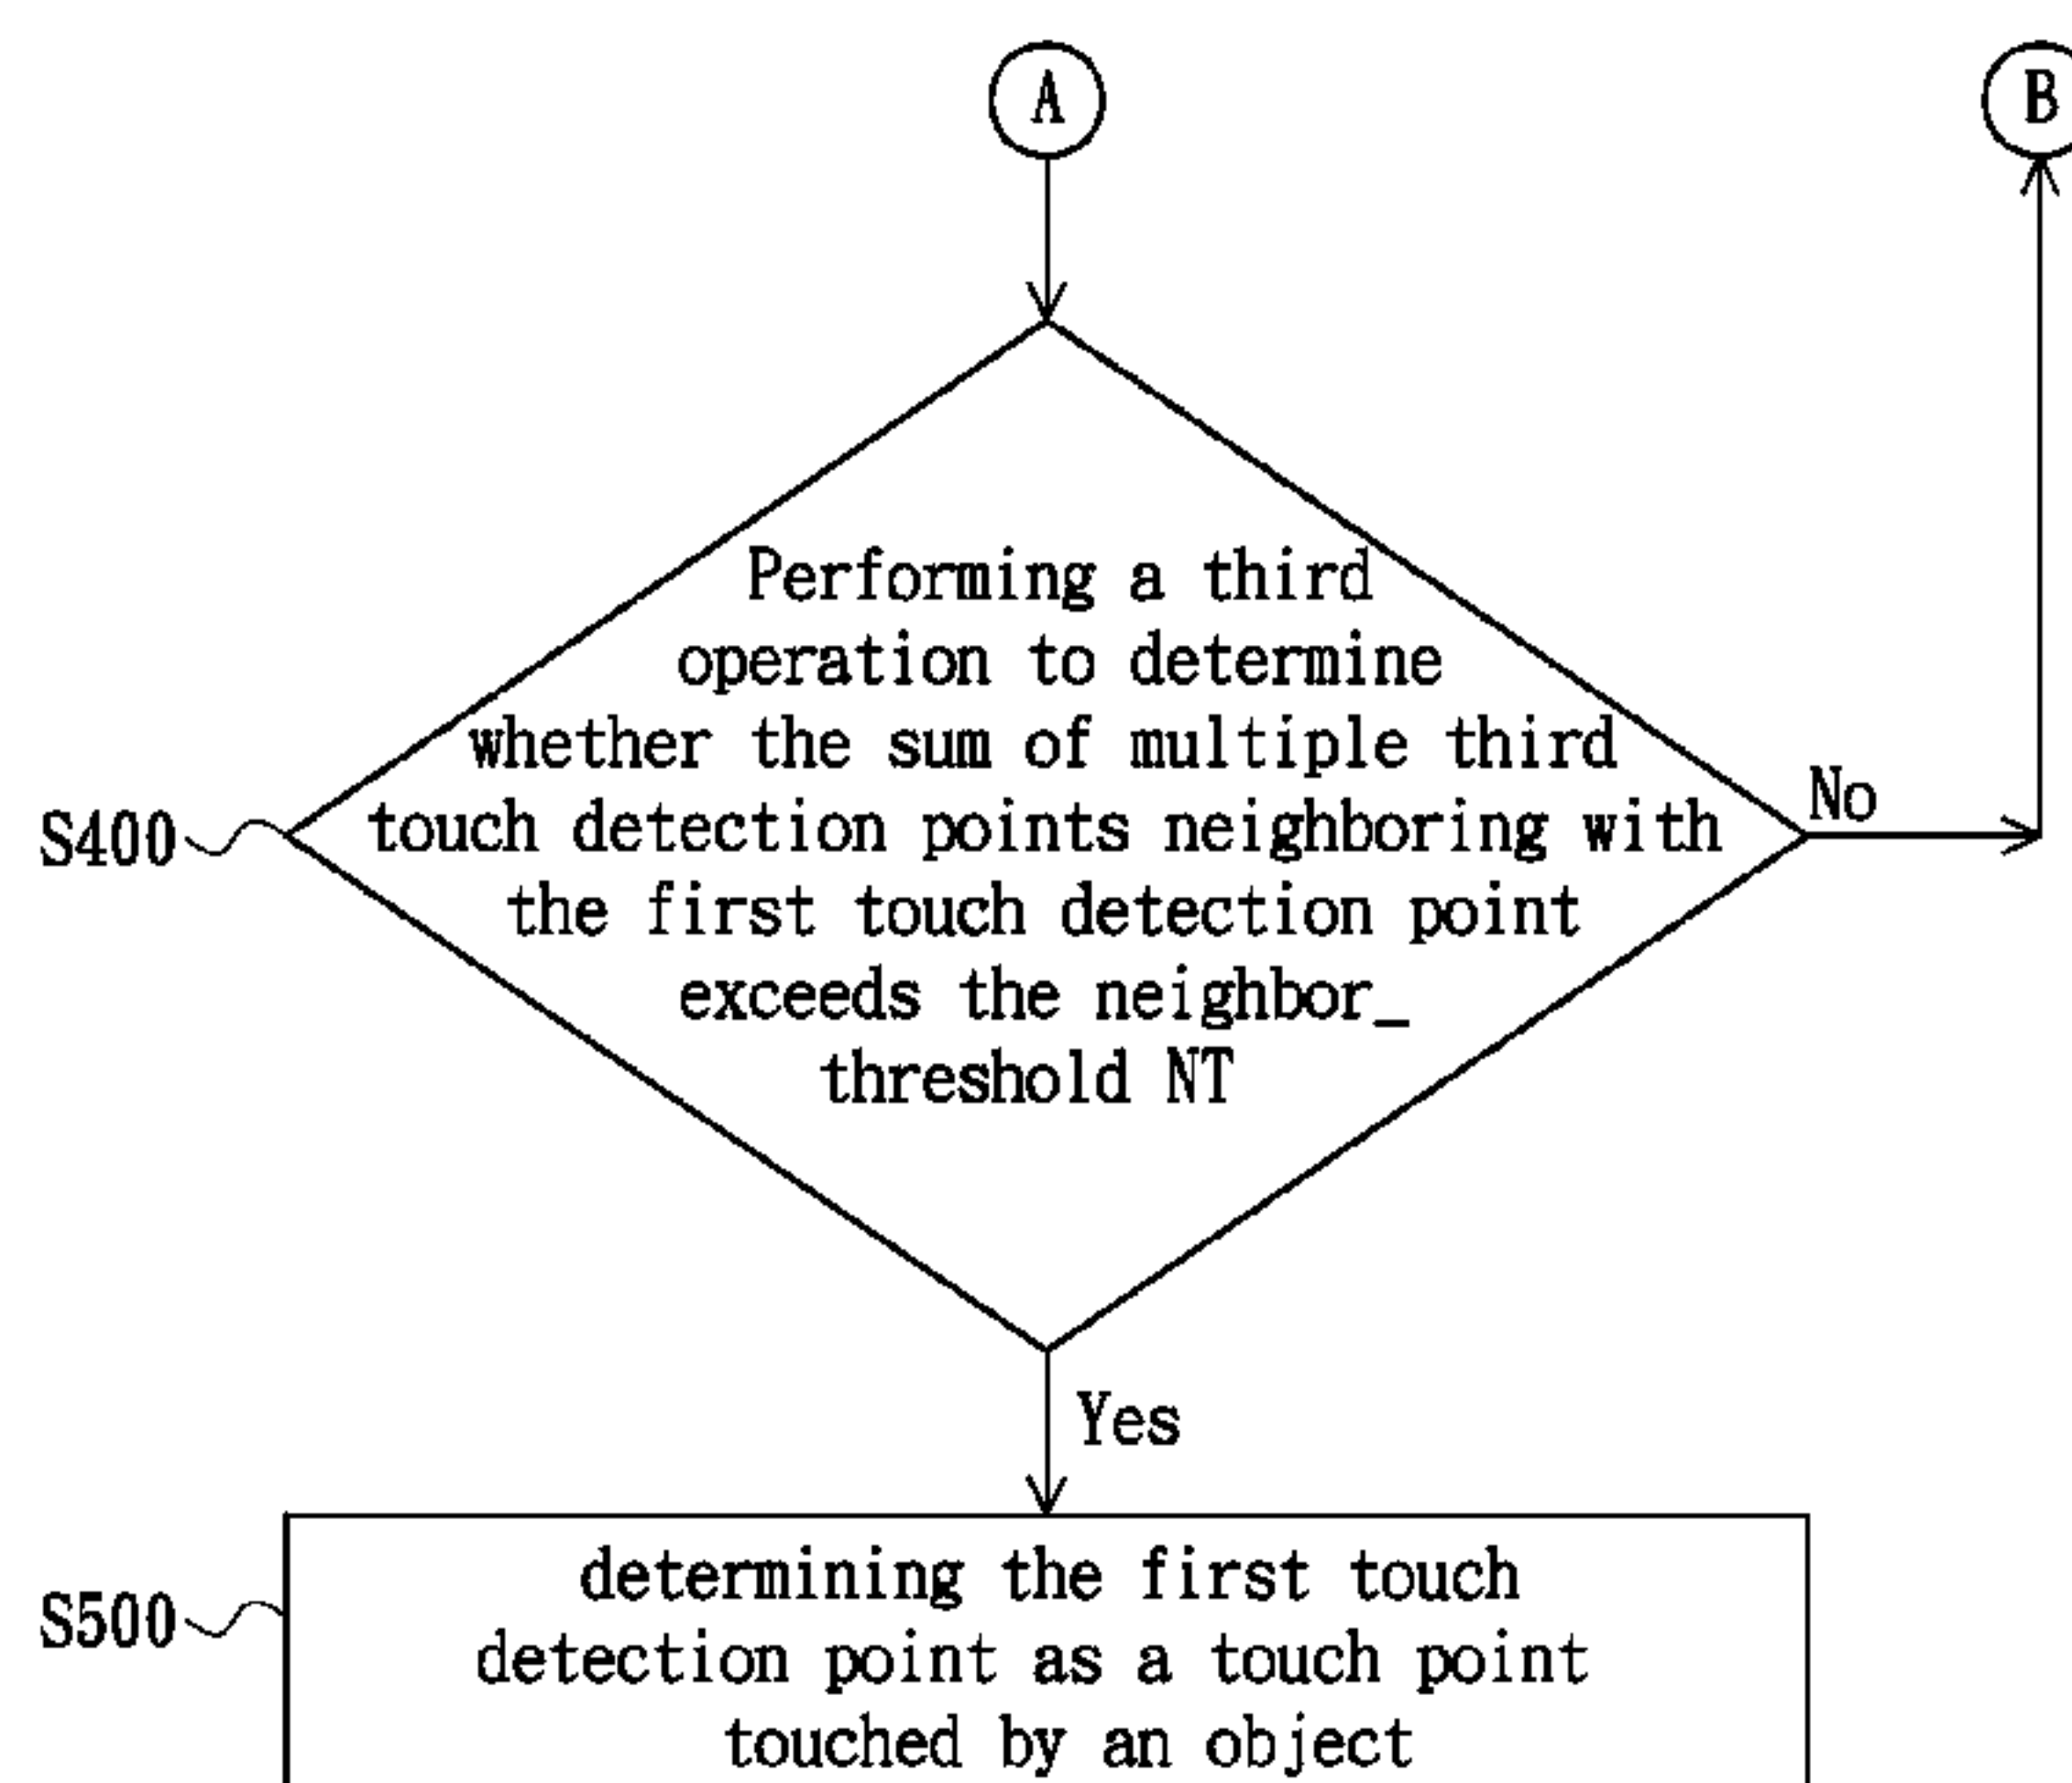 A
B
Performing a third
operation to determine
whether the sum of multiple third
touch detection points neighboring with
the first touch detection point
exceeds the neighbor_
threshold NT
S400
No
Yes
S500
determining the first touch
detection point as a touch point
touched by an object